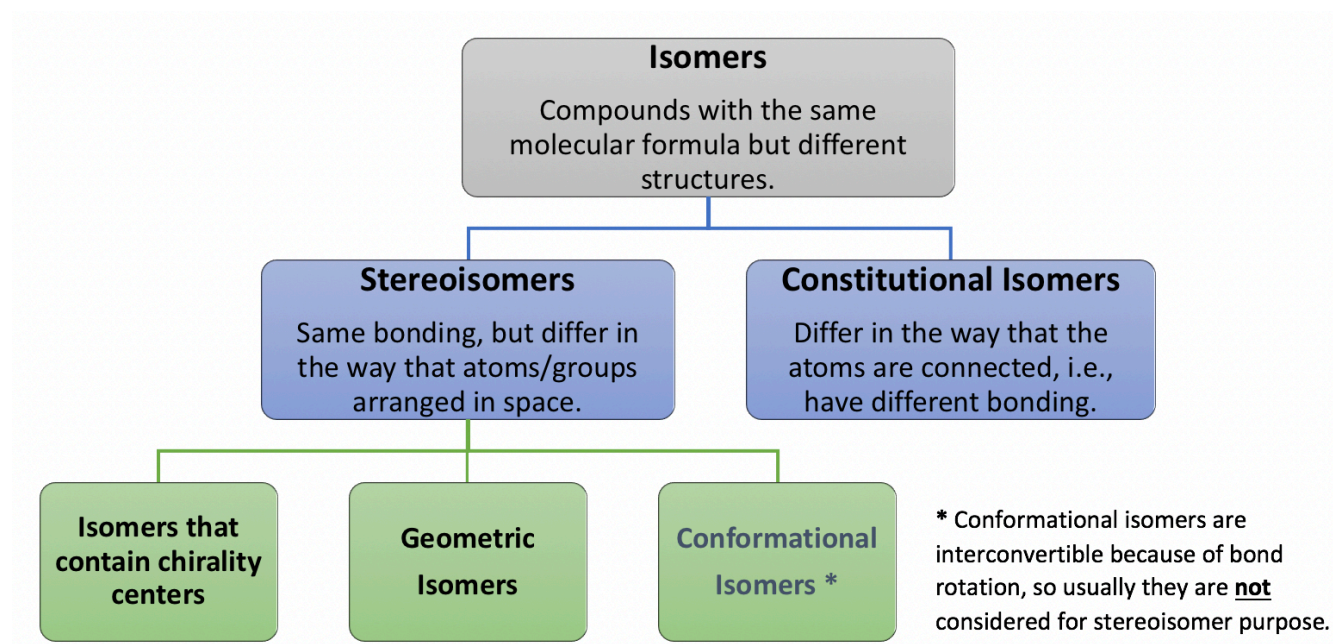 Isomers
Compounds with the same
molecular formula but different
structures.
Stereoisomers
Same bonding, but differ in
the way that atoms/groups
arranged in space.
Constitutional Isomers
Differ in the way that the
atoms are connected, i.e.,
have different bonding.
Isomers that
contain chirality
centers
Geometric
Isomers
Conformational
Isomers *
* Conformational isomers are
interconvertible because of bond
rotation, so usually they are not
considered for stereoisomer purpose.